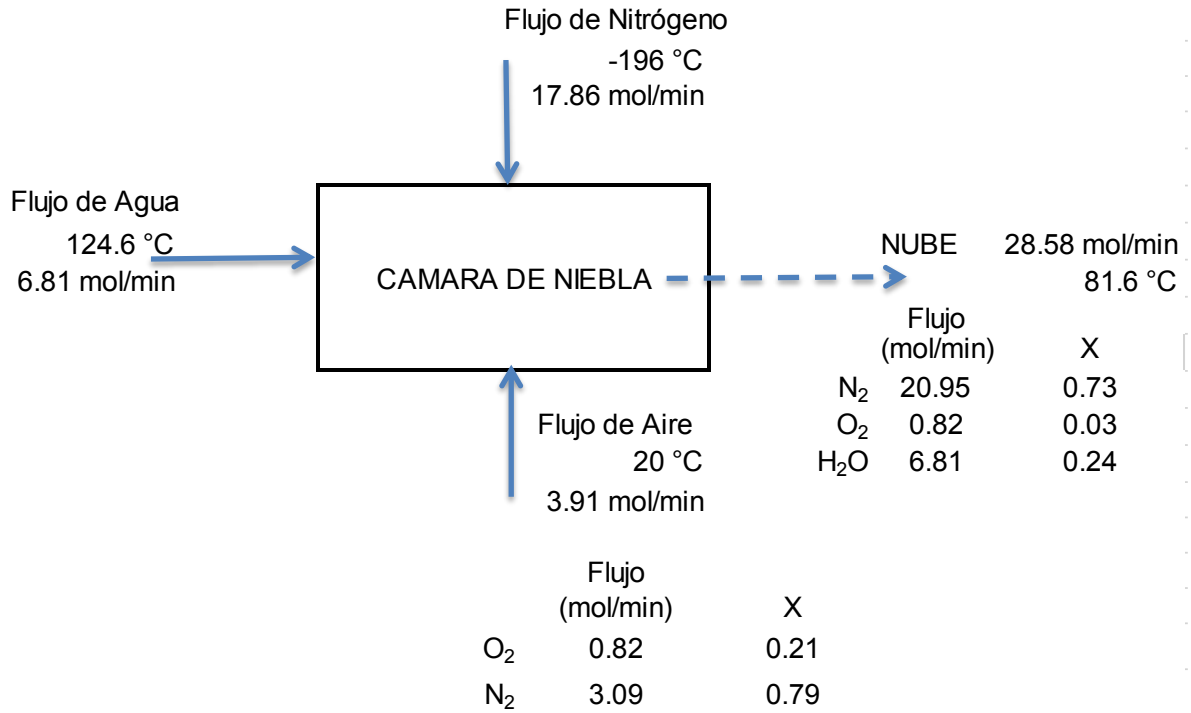 Flujo de Nitrógeno
-196 °C
17.86 mol/min
Flujo de Agua
124.6 °C
6.81 mol/min
CAMARA DE NIEBLA
NUBE 28.58 mol/min
81.6 °C
Flujo
(mol/min) X
N₂ 20.95 0.73
O₂ 0.82 0.03
H₂O 6.81 0.24
Flujo de Aire
20 °C
3.91 mol/min
Flujo
(mol/min) X
O₂ 0.82 0.21
N₂ 3.09 0.79